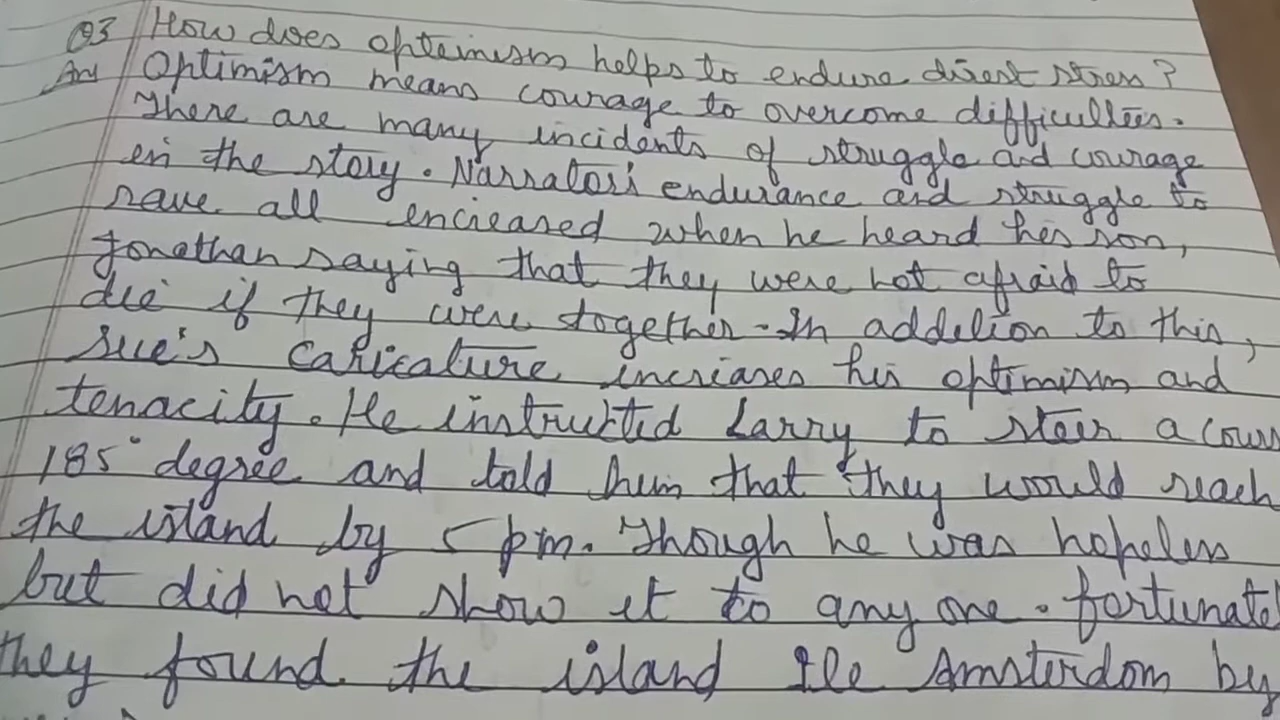 Q3 How does opteimism helps to endure direst stress?
Ans Optimism means courage to overcome difficulties.
There are many incidents of struggle and courage
in the story. Narrator's endurance and struggle to
save all encieased when he heard his son,
Jonathan saying that they were not afraid to
die if they were together. In addition to this,
Sue's caricature increases his optimism and
tenacity. He instructed Larry to steer a cours
185° degree and told him that they would reach
the island by 5 pm. Though he was hopeless
but did not show it to any one. fortunatel
they found the island Ile Amsterdom by